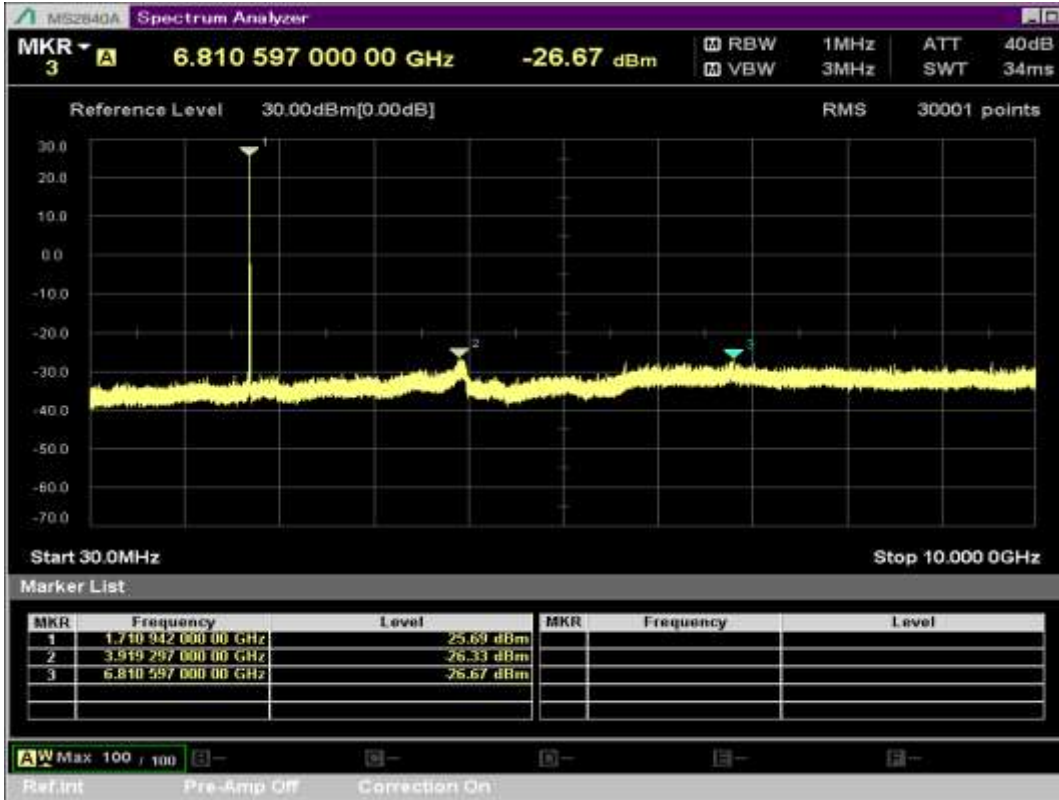 MS2840A Spectrum Analyzer
MKR A 6.810 597 000 00 GHz -26.67 dBm M RBW 1MHz ATT 40dB
3 M VBW 3MHz SWT 34ms
Reference Level 30.00dBm[0.00dB] RMS 30001 points
30.0
20.0
10.0
0.0
-10.0
-20.0
-30.0
-40.0
-50.0
-60.0
-70.0
1
2
3
Start 30.0MHz Stop 10.000 0GHz
Marker List
MKR Frequency Level MKR Frequency Level
1 1.710 942 000 00 GHz 25.69 dBm
2 3.919 297 000 00 GHz -26.33 dBm
3 6.810 597 000 00 GHz -26.67 dBm
A W Max 100 / 100 B-- C-- D-- E-- F--
Ref.Int Pre-Amp Off Correction On